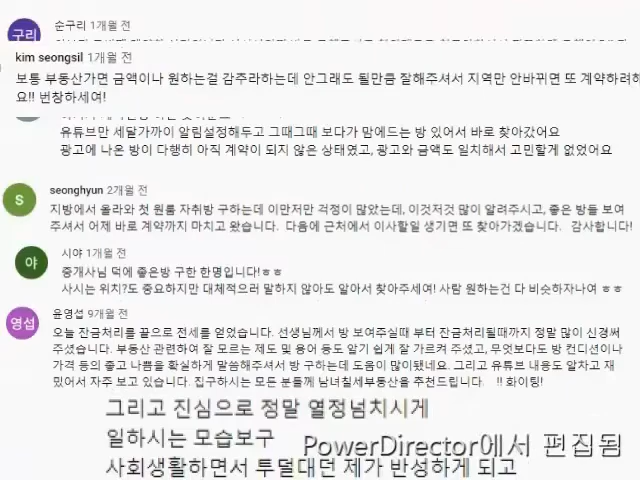 순구리 1개월 전
구리
kim seongsil 1개월 전
보통 부동산가면 금액이나 원하는걸 감주라하는데 안그래도 될만큼 잘해주셔서 지역만 안바뀌면 또 계약하려하
요!! 번창하세여!
유튜브만 세달가까이 알림설정해두고 그때그때 보다가 맘에드는 방 있어서 바로 찾아갔어요
광고에 나온 방이 다행히 아직 계약이 되지 않은 상태였고, 광고와 금액도 일치해서 고민할게 없었어요
S
seonghyun 2개월 전
지방에서 올라와 첫 원룸 자취방 구하는데 이만저만 걱정이 많았는데, 이것저것 많이 알려주시고, 좋은 방들 보여
주셔서 어제 바로 계약까지 마치고 왔습니다. 다음에 근처에서 이사할일 생기면 또 찾아가겠습니다. 감사합니다!
야
시야 1개월 전
중개사님 덕에 좋은방 구한 한명입니다!ㅎㅎ
사시는 위치?도 중요하지만 대체적으러 말하지 않아도 알아서 찾아주세여! 사람 원하는건 다 비슷하자나여 ㅎㅎ
영섭
윤영섭 9개월 전
오늘 잔금처리를 끝으로 전세를 얻었습니다. 선생님께서 방 보여주실때 부터 잔금처리될때까지 정말 많이 신경써
주셨습니다. 부동산 관련하여 잘 모르는 제도 및 용어 등도 알기 쉽게 잘 가르쳐 주셨고, 무엇보다도 방 컨디션이나
가격 등의 좋고 나쁨을 확실하게 말씀해주셔서 방 구하는데 도움이 많이됐네요. 그리고 유튜브 내용도 알차고 재
밌어서 자주 보고 있습니다. 집구하시는 모든 분들께 남녀칠세부동산을 추천드립니다. !! 화이팅!
그리고 진심으로 정말 열정넘치시게
일하시는 모습보구
PowerDirector에서 편집됨
사회생활하면서 투덜대던 제가 반성하게 되고